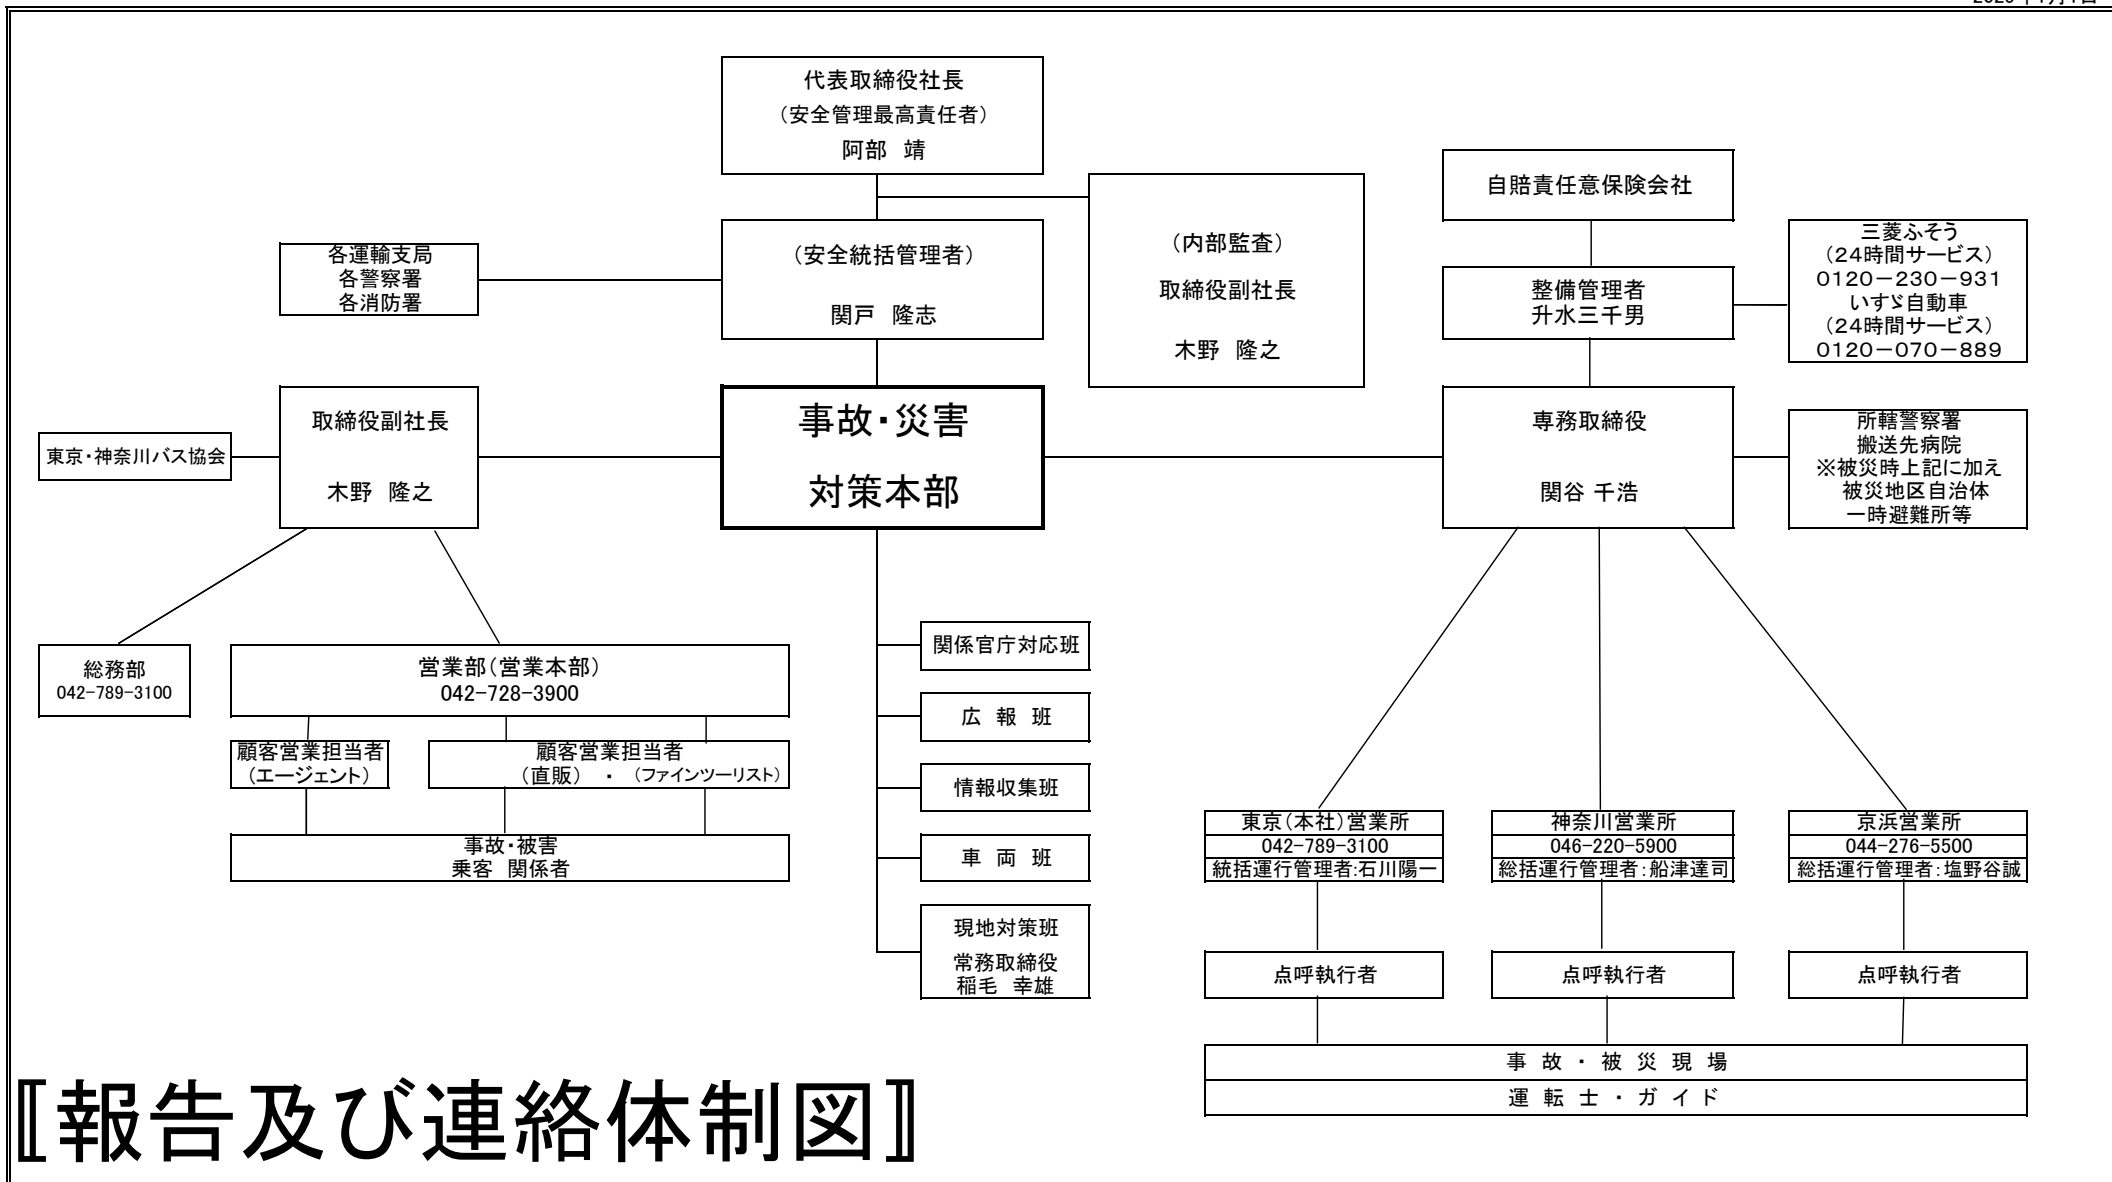 代表取締役社長
（安全管理最高責任者）
阿部　靖
（安全統括管理者）
関戸　隆志
各運輸支局
各警察署
各消防署
（内部監査）
取締役副社長
木野　隆之
自賠責任意保険会社
整備管理者
升水三千男
三菱ふそう
（24時間サービス）
0120－230－931
いすゞ自動車
（24時間サービス）
0120－070－889
東京・神奈川バス協会
取締役副社長
木野　隆之
事故・災害
対策本部
専務取締役
関谷 千浩
所轄警察署
搬送先病院
※被災時上記に加え
被災地区自治体
一時避難所等
総務部
042-789-3100
営業部（営業本部）
042-728-3900
顧客営業担当者
（エージェント）
顧客営業担当者
（直販）　・　（ファインツーリスト）
事故・被害
乗客 関係者
関係官庁対応班
広　報　班
情報収集班
車　両　班
現地対策班
常務取締役
稲毛　幸雄
東京（本社）営業所
042-789-3100
統括運行管理者:石川陽一
神奈川営業所
046-220-5900
総括運行管理者:船津達司
京浜営業所
044-276-5500
総括運行管理者:塩野谷誠
点呼執行者
点呼執行者
点呼執行者
事　故　・　被　災　現　場
運　転　士　・　ガ　イ　ド
〚報告及び連絡体制図〛